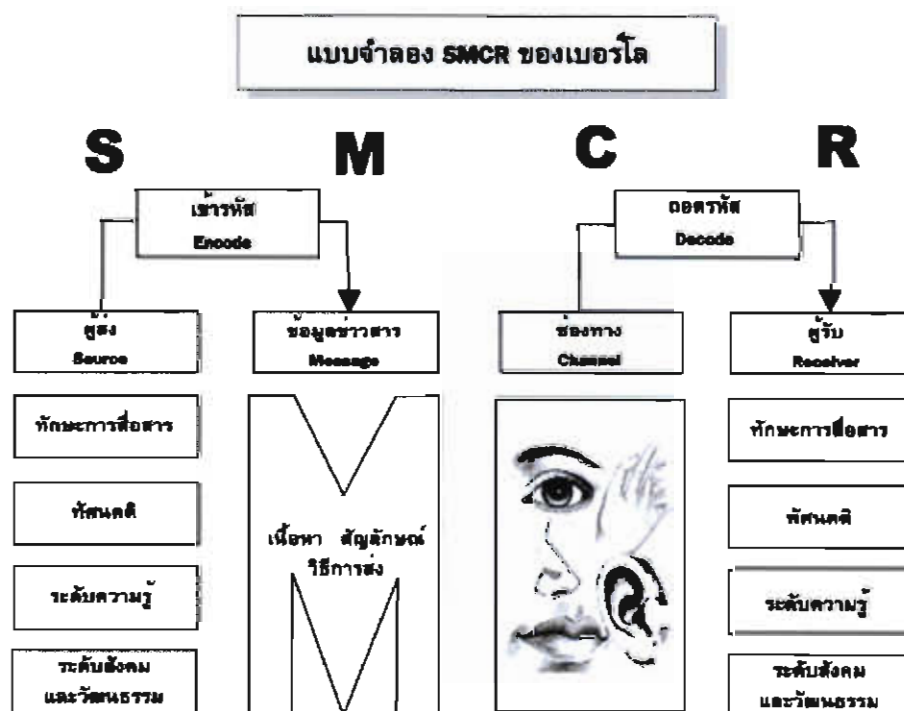 แบบจำลอง SMCR ของเบอร์โล
S M C R
เข้ารหัส
Encode
ถอดรหัส
Decode
ผู้ส่ง
Source
ข้อมูลข่าวสาร
Message
ช่องทาง
Channel
ผู้รับ
Receiver
ทักษะการสื่อสาร
ทัศนคติ
ระดับความรู้
ระดับสังคม
และวัฒนธรรม
เนื้อหา สัญลักษณ์
วิธีการส่ง
ทักษะการสื่อสาร
ทัศนคติ
ระดับความรู้
ระดับสังคม
และวัฒนธรรม